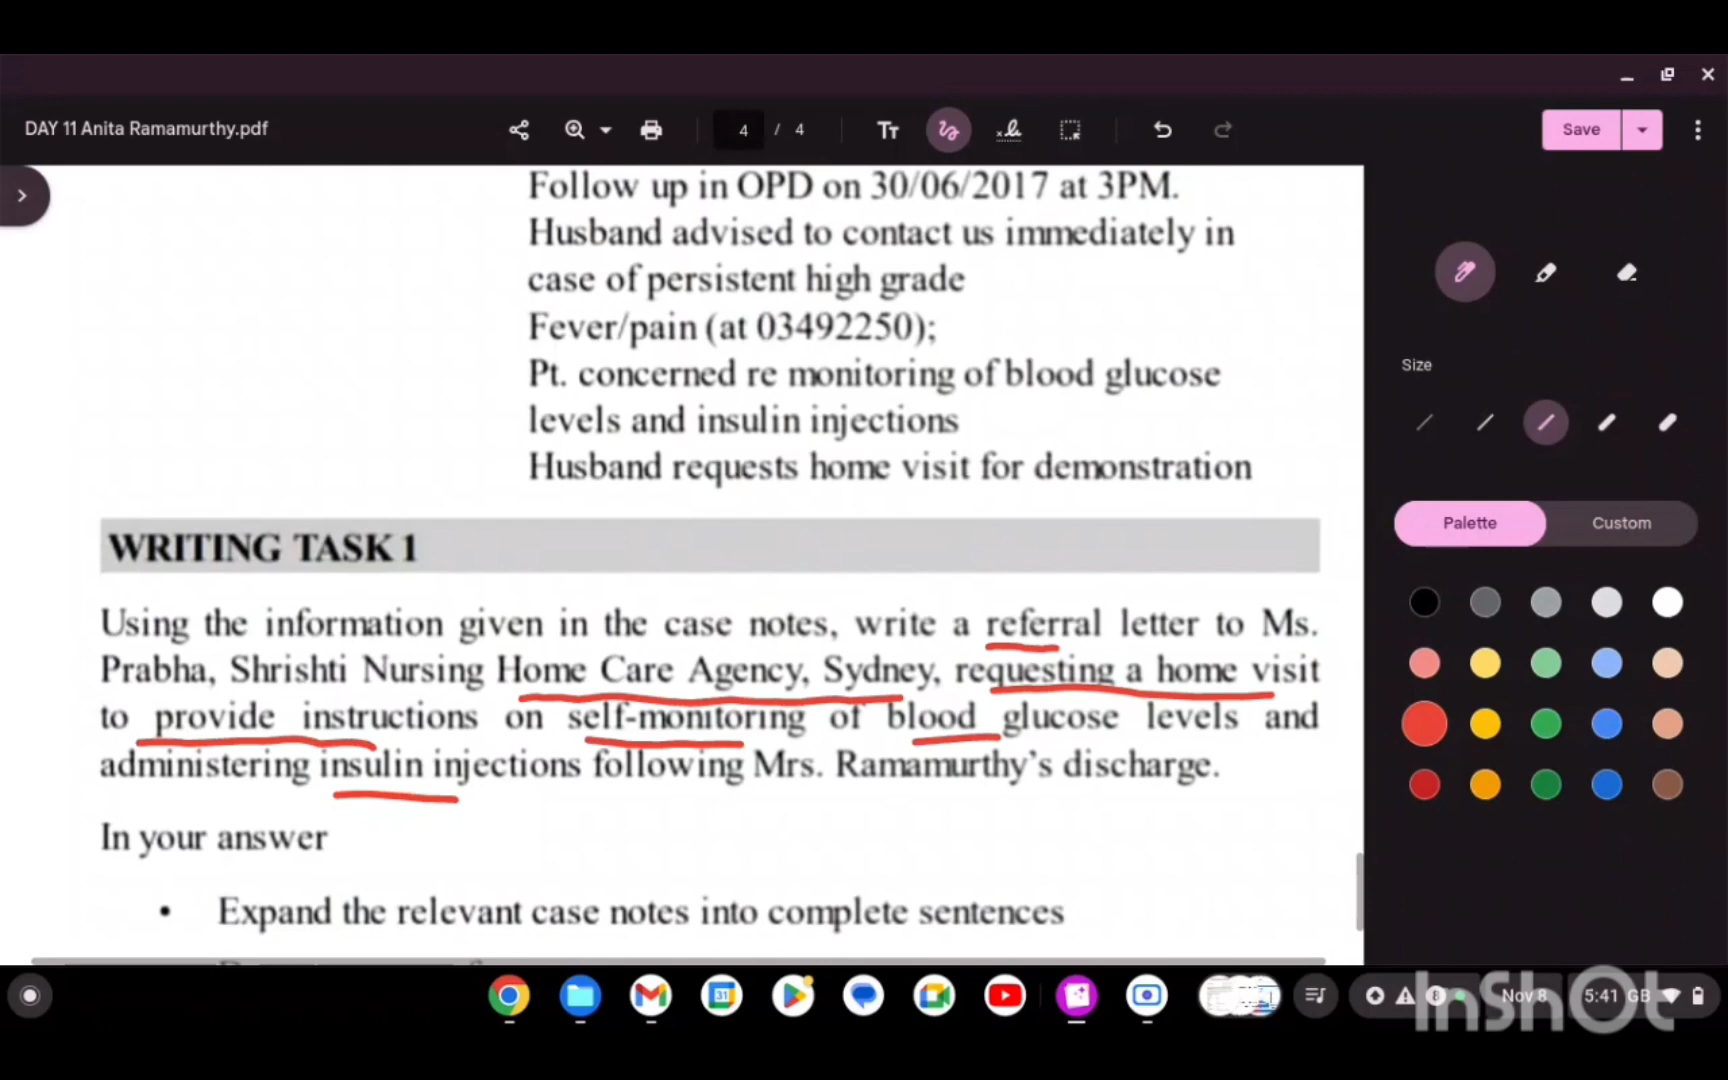 DAY 11 Anita Ramamurthy.pdf
4 / 4
Save
Follow up in OPD on 30/06/2017 at 3PM.
Husband advised to contact us immediately in
case of persistent high grade
Fever/pain (at 03492250);
Pt. concerned re monitoring of blood glucose
levels and insulin injections
Husband requests home visit for demonstration
WRITING TASK 1
Using the information given in the case notes, write a referral letter to Ms.
Prabha, Shrishti Nursing Home Care Agency, Sydney, requesting a home visit
to provide instructions on self-monitoring of blood glucose levels and
administering insulin injections following Mrs. Ramamurthy’s discharge.
In your answer
• Expand the relevant case notes into complete sentences
Size
Palette
Custom
31
Nov 8
5:41 GB
InShOt